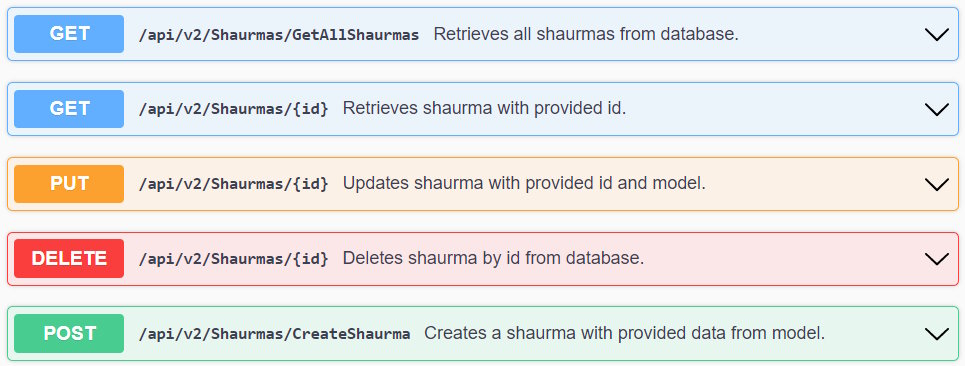 GET /api/v2/Shaurmas/GetAllShaurmas Retrieves all shaurmas from database.
GET /api/v2/Shaurmas/{id} Retrieves shaurma with provided id.
PUT /api/v2/Shaurmas/{id} Updates shaurma with provided id and model.
DELETE /api/v2/Shaurmas/{id} Deletes shaurma by id from database.
POST /api/v2/Shaurmas/CreateShaurma Creates a shaurma with provided data from model.